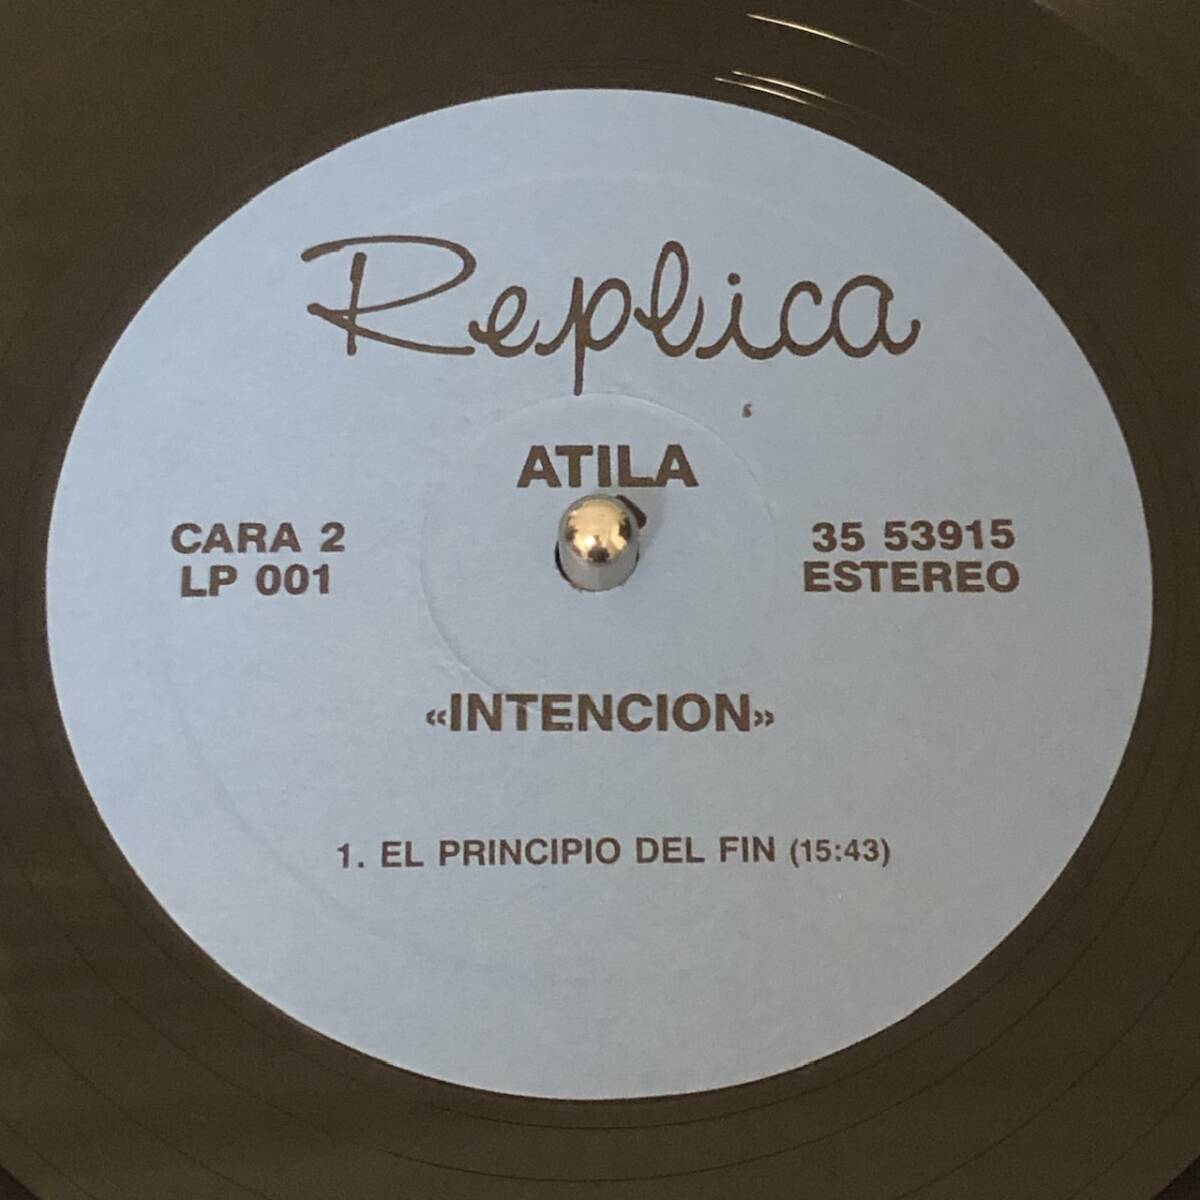 Replica
ATILA
CARA 2
LP 001
35 53915
ESTEREO
«INTENCION»
1. EL PRINCIPIO DEL FIN (15:43)